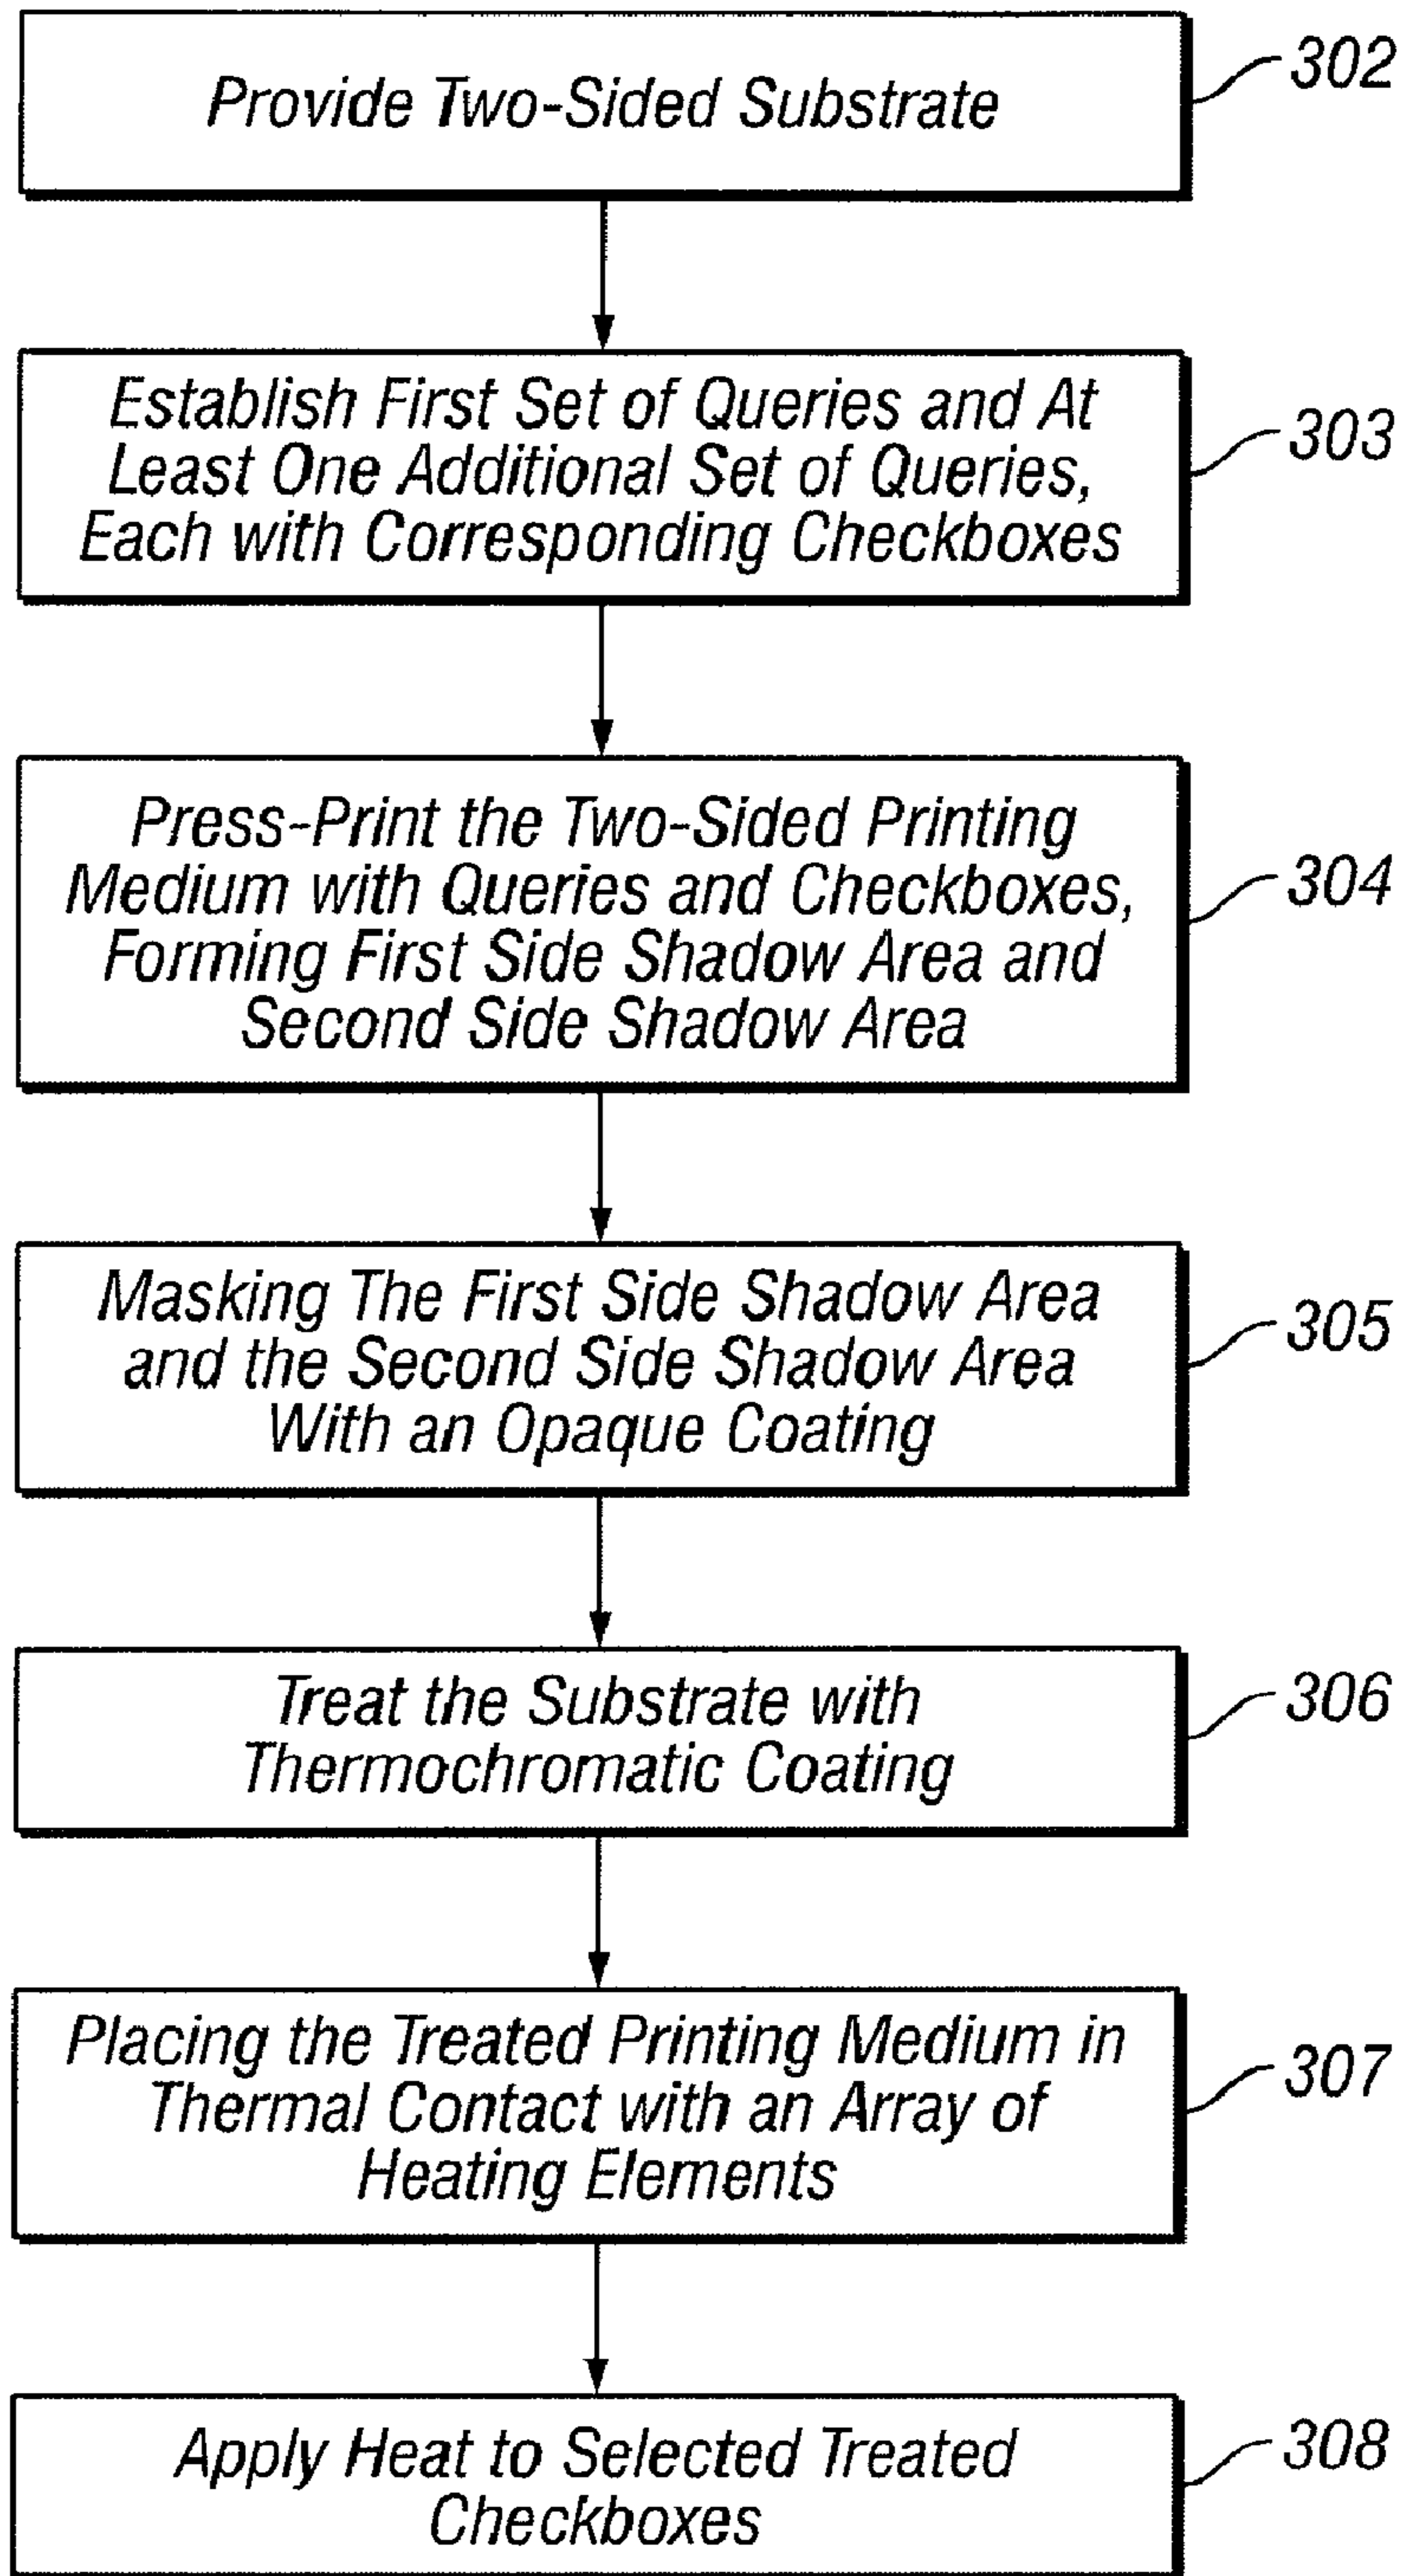 Provide Two-Sided Substrate
302
Establish First Set of Queries and At
Least One Additional Set of Queries,
Each with Corresponding Checkboxes
303
Press-Print the Two-Sided Printing
Medium with Queries and Checkboxes,
Forming First Side Shadow Area and
Second Side Shadow Area
304
Masking The First Side Shadow Area
and the Second Side Shadow Area
With an Opaque Coating
305
Treat the Substrate with
Thermochromatic Coating
306
Placing the Treated Printing Medium in
Thermal Contact with an Array of
Heating Elements
307
Apply Heat to Selected Treated
Checkboxes
308